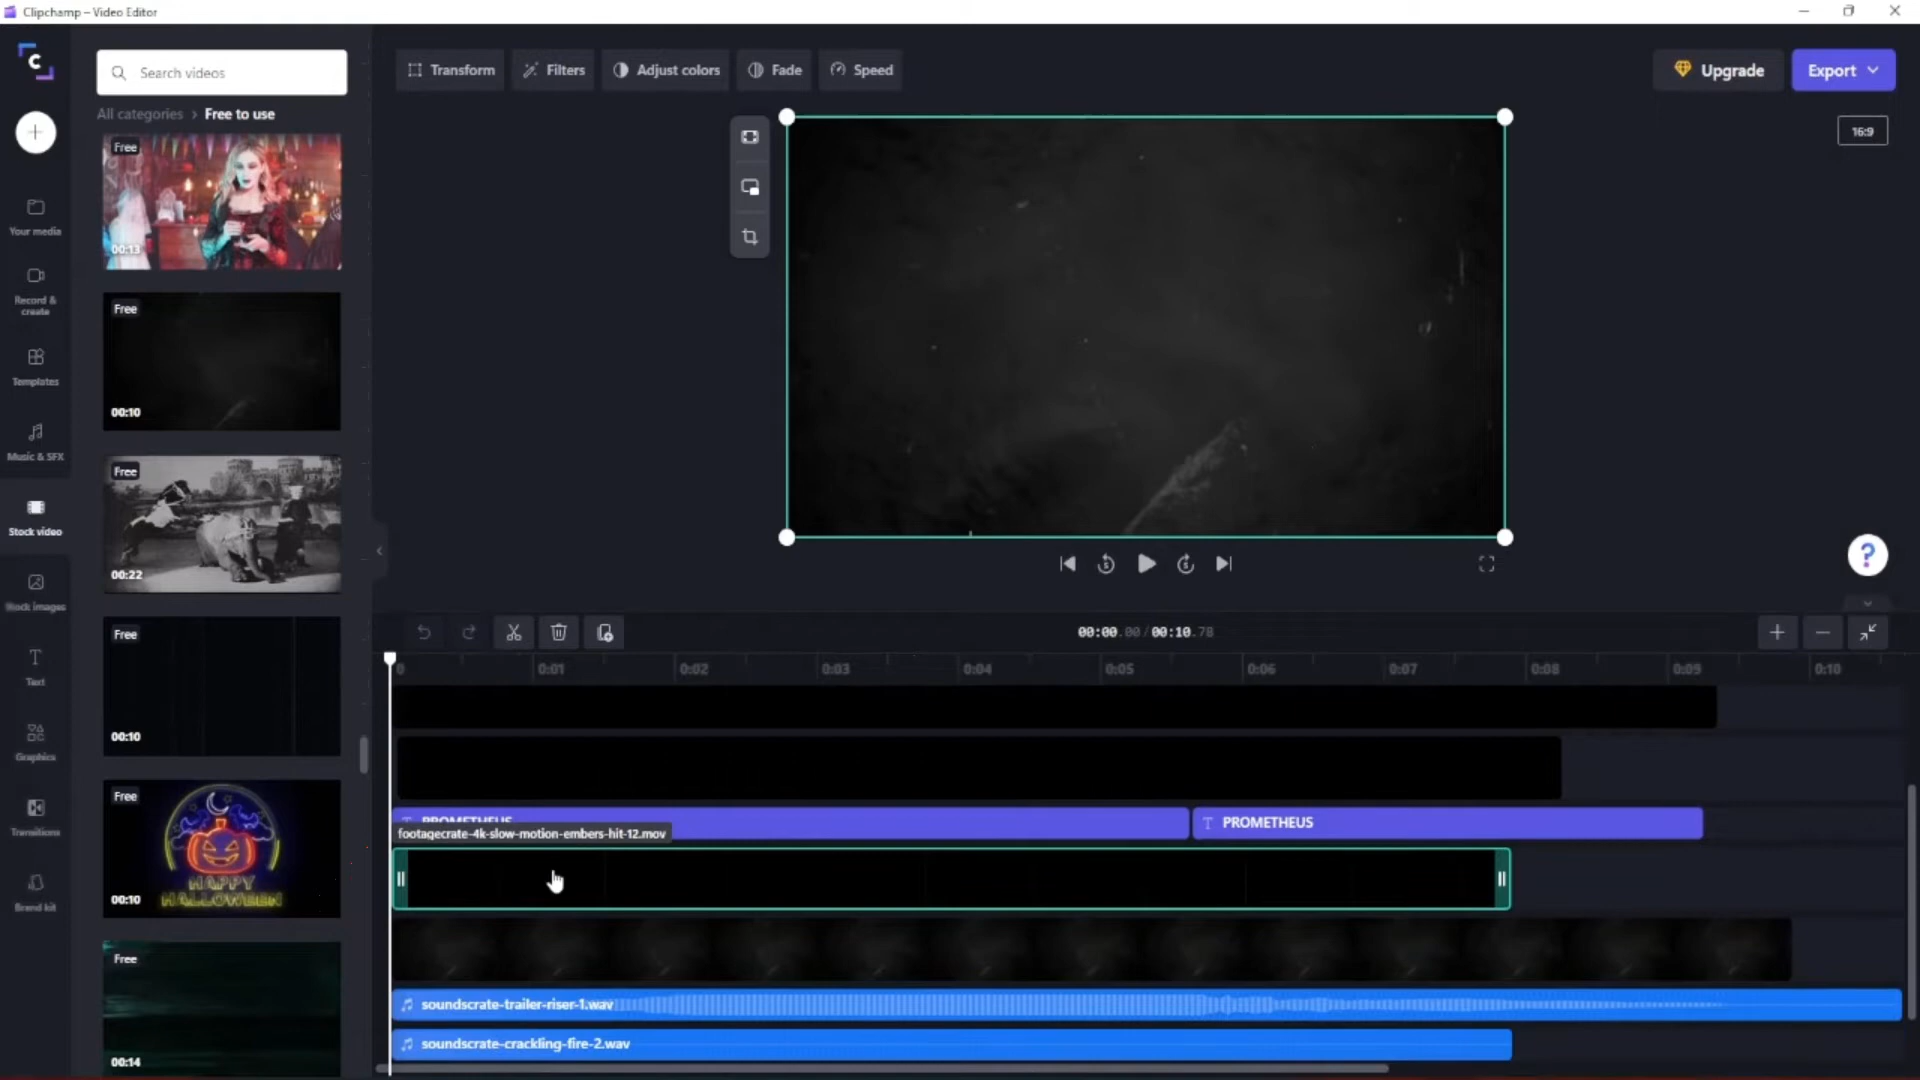 Clipchamp – Video Editor
Search videos
All categories > Free to use
Transform
Filters
Adjust colors
Fade
Speed
Upgrade
Export
16:9
Your media
Record & create
Templates
Music & SFX
Stock video
Stock images
Text
Graphics
Transitions
Brand kit
Free
00:13
Free
00:10
Free
00:22
Free
00:10
Free
HAPPY
HALLOWEEN
00:10
Free
00:14
00:00.00 / 00:10.78
0
0:01
0:02
0:03
0:04
0:05
0:06
0:07
0:08
0:09
0:10
PROMETHEUS
PROMETHEUS
footagecrate-4k-slow-motion-embers-hit-12.mov
soundscrate-trailer-riser-1.wav
soundscrate-crackling-fire-2.wav